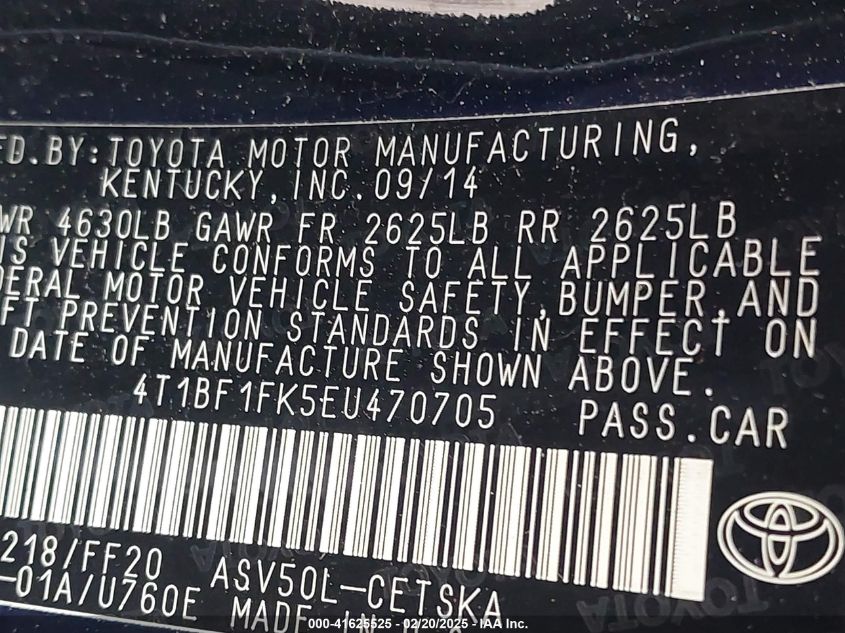 FD.BY:TOYOTA MOTOR MANUFACTURING,
KENTUCKY, INC. 09/14
WR 4630LB GAWR FR 2625LB RR 2625LB
IS VEHICLE CONFORMS TO ALL APPLICABLE
DERAL MOTOR VEHICLE SAFETY, BUMPER, AND
FT PREVENTION STANDARDS IN EFFECT ON
DATE OF MANUFACTURE SHOWN ABOVE.
4T1BF1FK5EU470705 PASS.CAR
218/FF20 ASV50L-CETSKA
-01A/U760E MADE IN
000-41625525 - 02/20/2025 - IAA Inc.